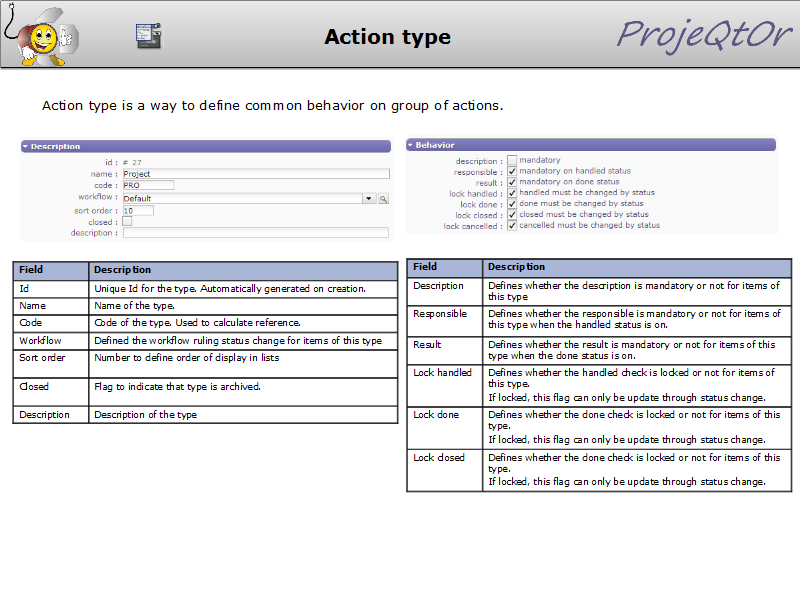 Action type
ProjeQtOr
Action type is a way to define common behavior on group of actions.
Description
id : # 27
name : Project
code : PRO
workflow : Default
sort order : 10
closed :
description :
Behavior
description : mandatory
responsible : mandatory on handled status
result : mandatory on done status
lock handled : handled must be changed by status
lock done : done must be changed by status
lock closed : closed must be changed by status
lock cancelled : cancelled must be changed by status
Field Description
Id Unique Id for the type. Automatically generated on creation.
Name Name of the type.
Code Code of the type. Used to calculate reference.
Workflow Defined the workflow ruling status change for items of this type
Sort order Number to define order of display in lists
Closed Flag to indicate that type is archived.
Description Description of the type
Field Description
Description Defines whether the description is mandatory or not for items of
this type
Responsible Defines whether the responsible is mandatory or not for items of
this type when the handled status is on.
Result Defines whether the result is mandatory or not for items of this
type when the done status is on.
Lock handled Defines whether the handled check is locked or not for items of
this type.
If locked, this flag can only be update through status change.
Lock done Defines whether the done check is locked or not for items of this
type.
If locked, this flag can only be update through status change.
Lock closed Defines whether the done check is locked or not for items of this
type.
If locked, this flag can only be update through status change.